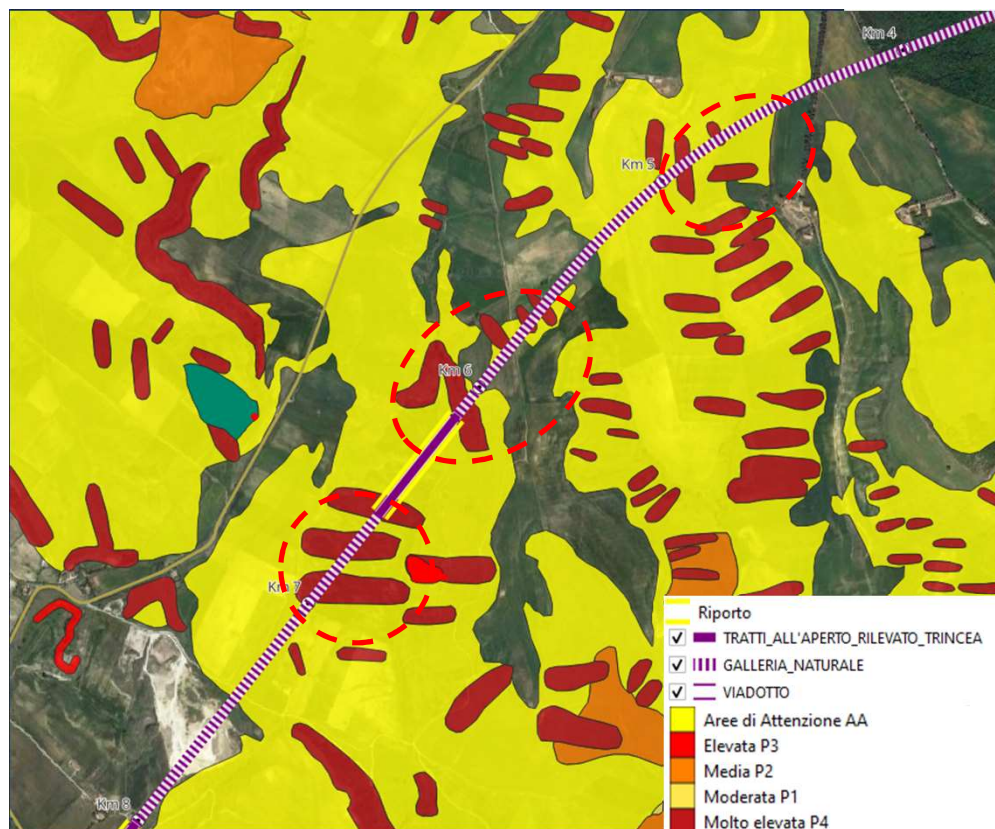 Km 4
Km 5
Km 6
Km 7
Km 8
Riporto
TRATTI_ALL'APERTO_RILEVATO_TRINCEA
GALLERIA_NATURALE
VIADOTTO
Aree di Attenzione AA
Elevata P3
Media P2
Moderata P1
Molto elevata P4